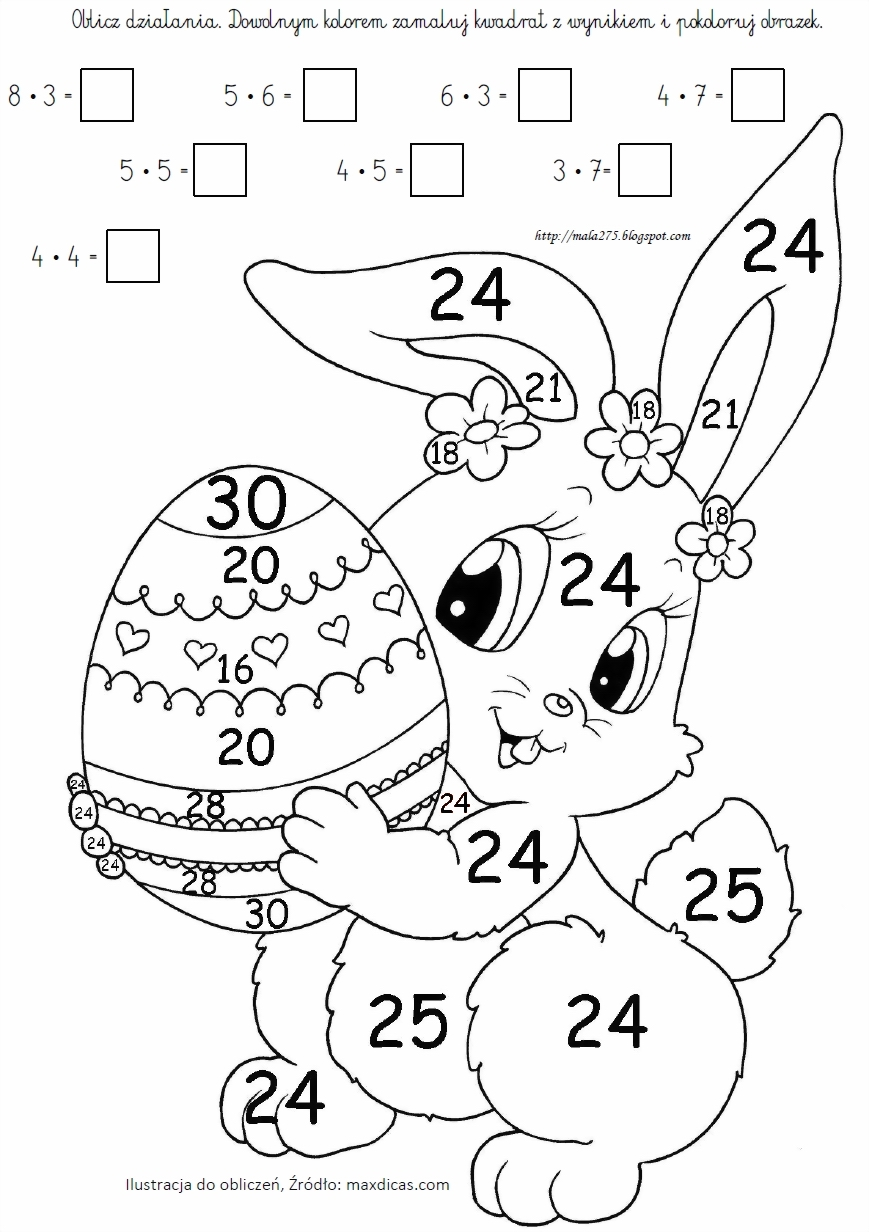 Oblicz działania. Dowolnym kolorem zamaluj kwadrat z wynikiem i pokoloruj obrazek.
8 • 3 =
5 • 6 =
6 • 3 =
4 • 7 =
5 • 5 =
4 • 5 =
3 • 7=
4 • 4 =
http://mala275.blogspot.com
24
24
21
18
21
18
18
30
20
24
16
20
24
28
24
24
24
24
24
28
25
30
25
24
24
Ilustracja do obliczeń, Źródło: maxdicas.com